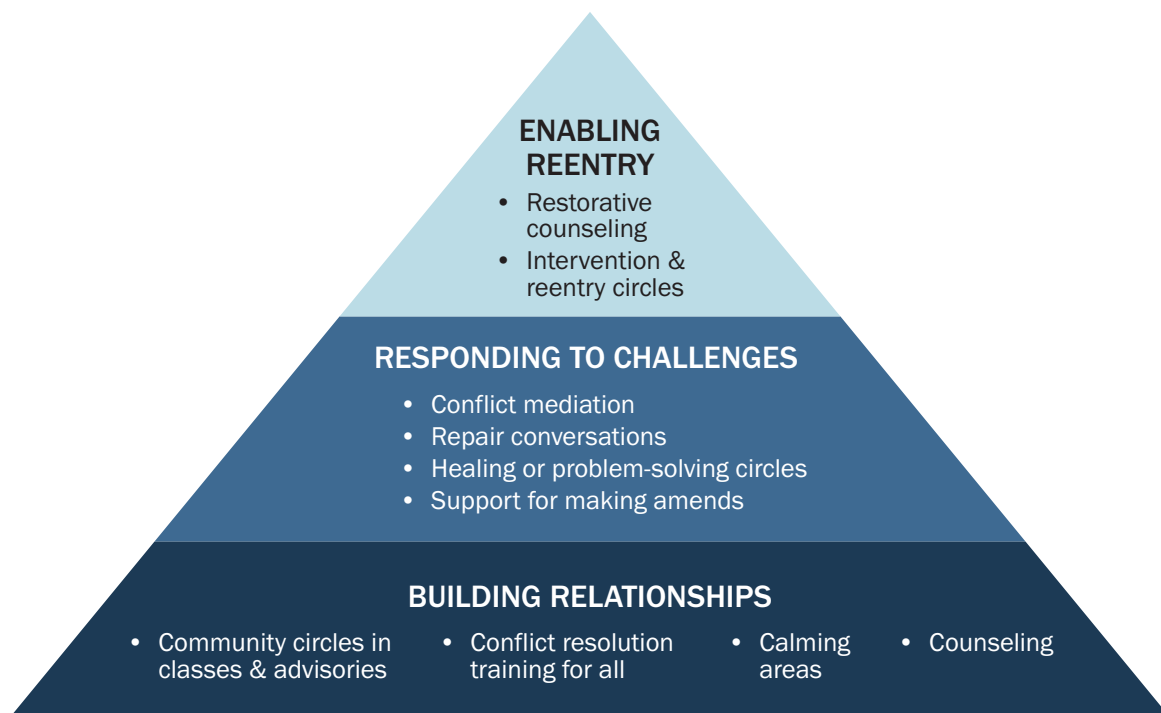 ENABLING
REENTRY
• Restorative
counseling
• Intervention &
reentry circles
RESPONDING TO CHALLENGES
• Conflict mediation
• Repair conversations
• Healing or problem-solving circles
• Support for making amends
BUILDING RELATIONSHIPS
• Community circles in
classes & advisories
• Conflict resolution
training for all
• Calming
areas
• Counseling